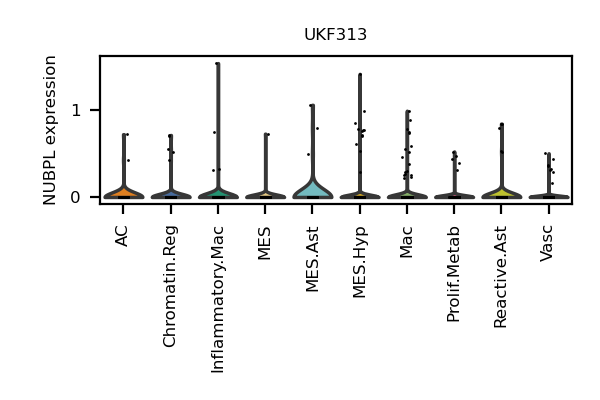 UKF313
NUBPL expression
1
0
AC
Chromatin.Reg
Inflammatory.Mac
MES
MES.Ast
MES.Hyp
Mac
Prolif.Metab
Reactive.Ast
Vasc